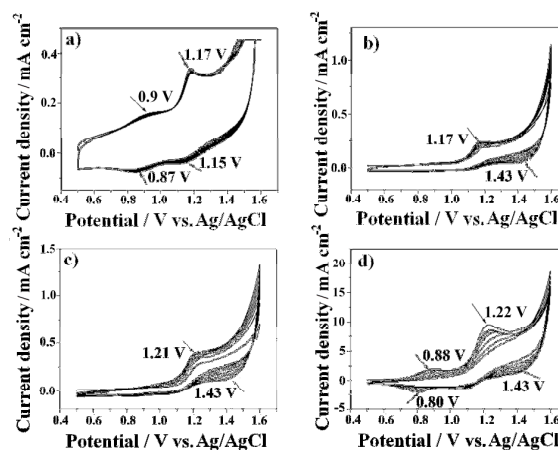 a)
Current density / mA cm-2
0.4
0.2
0.0
1.17 V
0.9 V
0.87 V
1.15 V
0.4 0.6 0.8 1.0 1.2 1.4 1.6
Potential / V vs. Ag/AgCl
b)
Current density / mA cm-2
1.0
0.5
0.0
1.17 V
1.43 V
0.4 0.6 0.8 1.0 1.2 1.4 1.6
Potential / V vs. Ag/AgCl
c)
Current density / mA cm-2
1.5
1.0
0.5
0.0
1.21 V
1.43 V
0.4 0.6 0.8 1.0 1.2 1.4 1.6
Potential / V vs. Ag/AgCl
d)
Current density / mA cm-2
20
15
10
5
0
5
1.22 V
0.88 V
0.80 V
1.43 V
0.4 0.6 0.8 1.0 1.2 1.4 1.6
Potential / V vs. Ag/AgCl